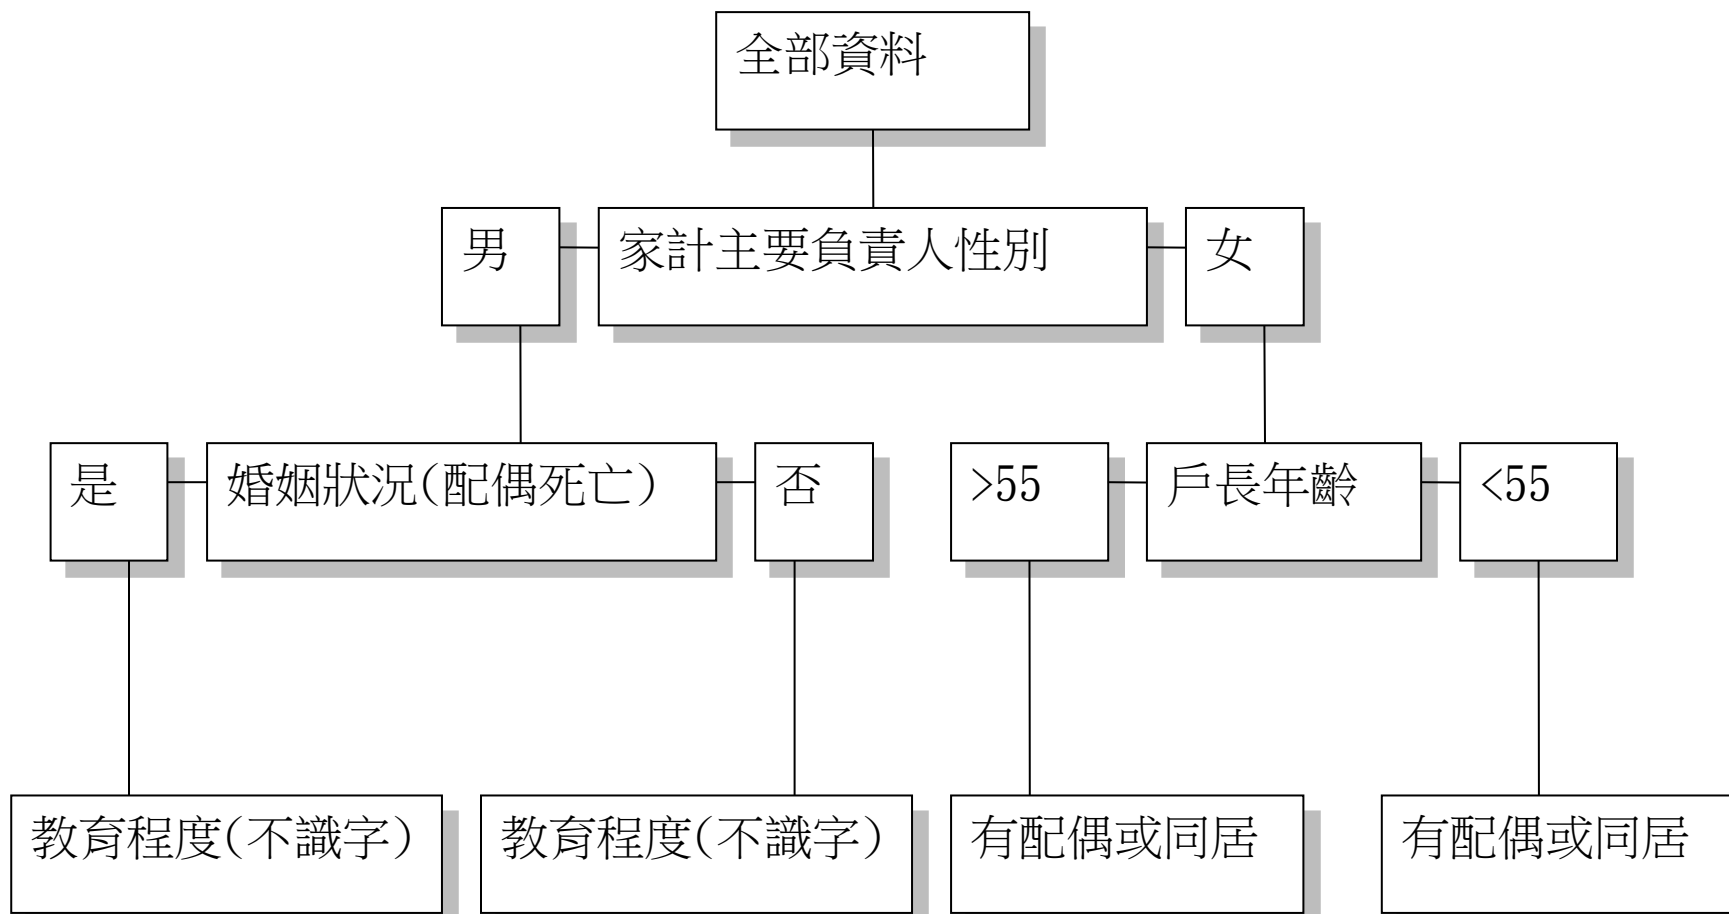 全部資料
男
家計主要負責人性別
女
是
婚姻狀況(配偶死亡)
否
>55
戶長年齡
<55
教育程度(不識字)
教育程度(不識字)
有配偶或同居
有配偶或同居